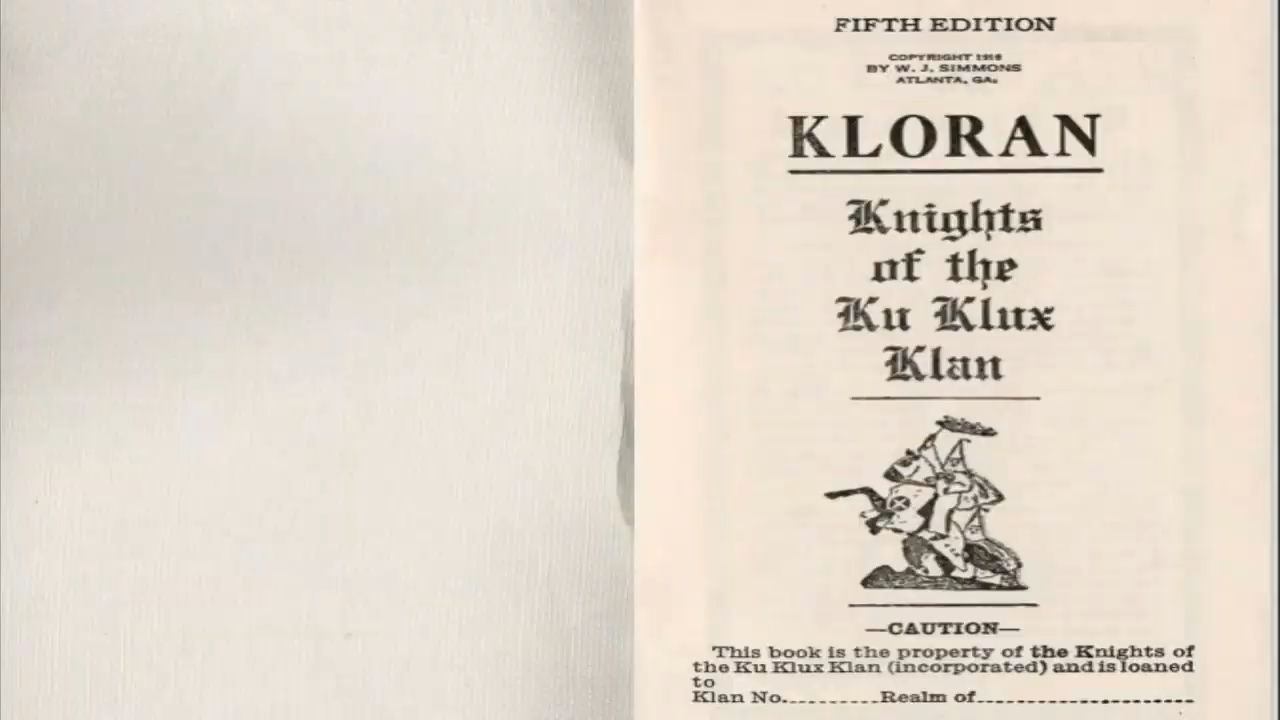 FIFTH EDITION
COPYRIGHT 1916
BY W. J. SIMMONS
ATLANTA, GA.
KLORAN
Knights
of the
Ku Klux
Klan
—CAUTION—
This book is the property of the Knights of
the Ku Klux Klan (incorporated) and is loaned
to
Klan No..........Realm of........................